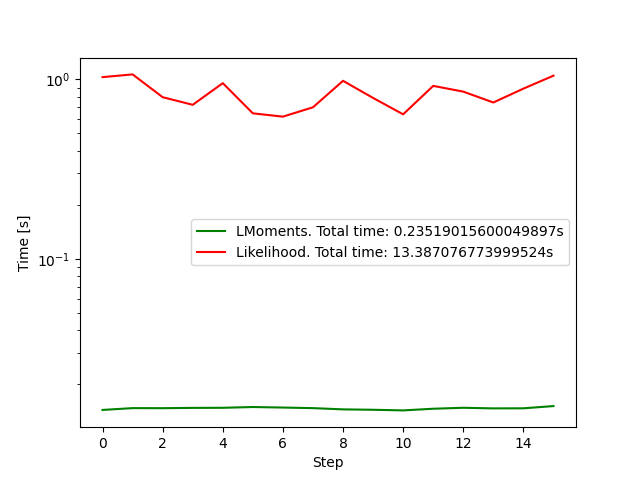 10^0
Time [s]
LMoments. Total time: 0.23519015600049897s
Likelihood. Total time: 13.387076773999524s
10^−1
0 2 4 6 8 10 12 14
Step